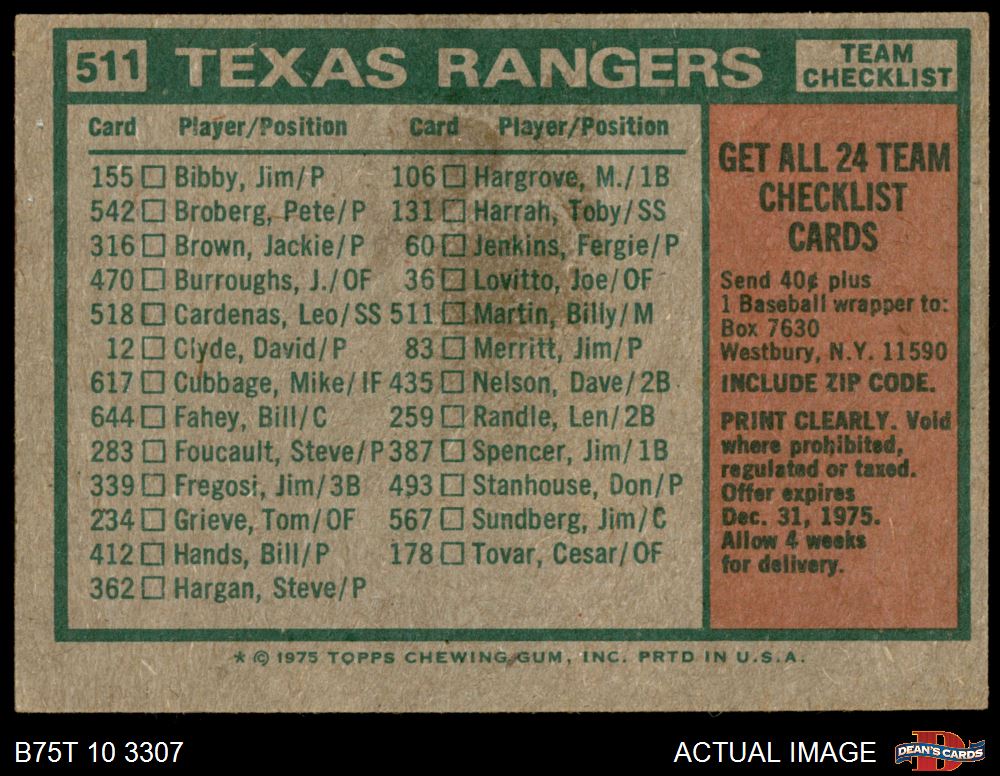 511 TEXAS RANGERS TEAM CHECKLIST
Card Player/Position Card Player/Position
155 Bibby, Jim/P 106 Hargrove, M./1B
542 Broberg, Pete/P 131 Harrah, Toby/SS
316 Brown, Jackie/P 60 Jenkins, Fergie/P
470 Burroughs, J./OF 36 Lovitto, Joe/OF
518 Cardenas, Leo/SS 511 Martin, Billy/M
12 Clyde, David/P 83 Merritt, Jim/P
617 Cubbage, Mike/IF 435 Nelson, Dave/2B
644 Fahey, Bill/C 259 Randle, Len/2B
283 Foucault, Steve/P 387 Spencer, Jim/1B
339 Fregosi, Jim/3B 493 Stanhouse, Don/P
234 Grieve, Tom/OF 567 Sundberg, Jim/C
412 Hands, Bill/P 178 Tovar, Cesar/OF
362 Hargan, Steve/P
GET ALL 24 TEAM
CHECKLIST
CARDS
Send 40¢ plus
1 Baseball wrapper to:
Box 7630
Westbury, N.Y. 11590
INCLUDE ZIP CODE.
PRINT CLEARLY. Void
where prohibited,
regulated or taxed.
Offer expires
Dec. 31, 1975.
Allow 4 weeks
for delivery.
* © 1975 TOPPS CHEWING GUM, INC. PRTD IN U.S.A.
B75T 10 3307 ACTUAL IMAGE DEAN'S CARDS